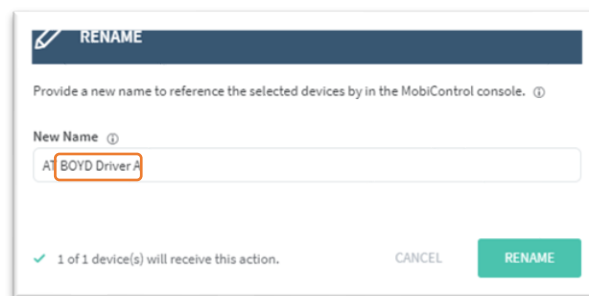 RENAME
Provide a new name to reference the selected devices by in the MobiControl console.
New Name
AT BOYD Driver A
1 of 1 device(s) will receive this action.
CANCEL
RENAME